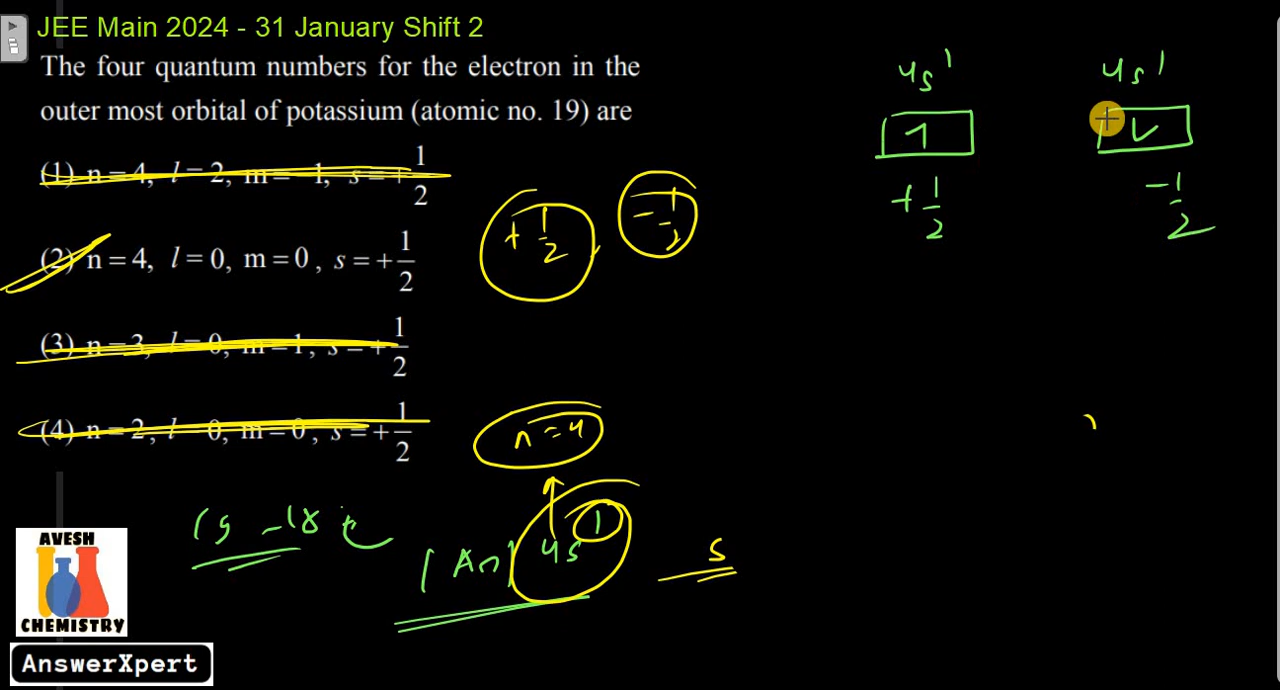 JEE Main 2024 - 31 January Shift 2
The four quantum numbers for the electron in the
outer most orbital of potassium (atomic no. 19) are
(1) n = 4, l = 2, m = -1, s = + 1/2
(2) n = 4, l = 0, m = 0, s = + 1/2
(3) n = 3, l = 0, m = 1, s = + 1/2
(4) n = 2, l = 0, m = 0, s = + 1/2
+ 1/2, - 1/2
4s¹
1
+ 1/2
4s¹
- 1/2
n = 4
19 - 18 e
[Ar] 4s¹
s
AVESH
CHEMISTRY
AnswerXpert